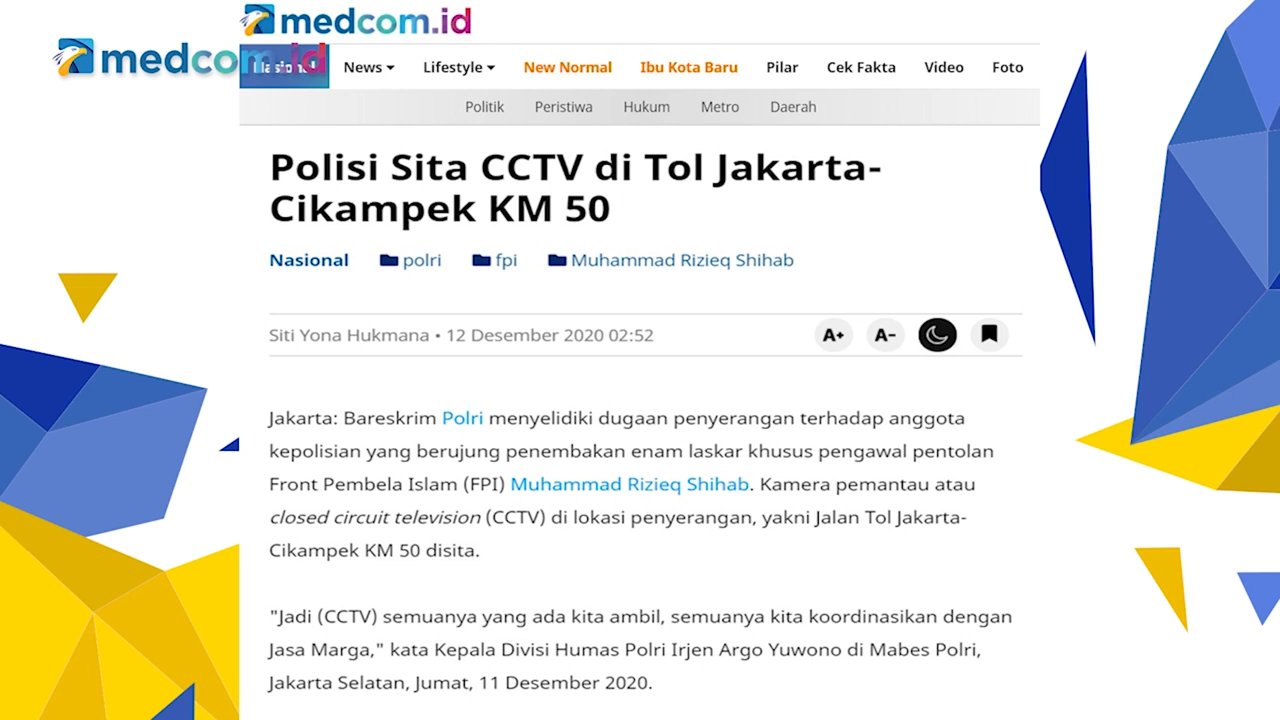 medcom.id
medcom.id
Nasional
News
Lifestyle
New Normal
Ibu Kota Baru
Pilar
Cek Fakta
Video
Foto
Politik
Peristiwa
Hukum
Metro
Daerah
Polisi Sita CCTV di Tol Jakarta-
Cikampek KM 50
Nasional
polri
fpi
Muhammad Rizieq Shihab
Siti Yona Hukmana • 12 Desember 2020 02:52
A+
A-
Jakarta: Bareskrim Polri menyelidiki dugaan penyerangan terhadap anggota
kepolisian yang berujung penembakan enam laskar khusus pengawal pentolan
Front Pembela Islam (FPI) Muhammad Rizieq Shihab. Kamera pemantau atau
closed circuit television (CCTV) di lokasi penyerangan, yakni Jalan Tol Jakarta-
Cikampek KM 50 disita.
"Jadi (CCTV) semuanya yang ada kita ambil, semuanya kita koordinasikan dengan
Jasa Marga," kata Kepala Divisi Humas Polri Irjen Argo Yuwono di Mabes Polri,
Jakarta Selatan, Jumat, 11 Desember 2020.